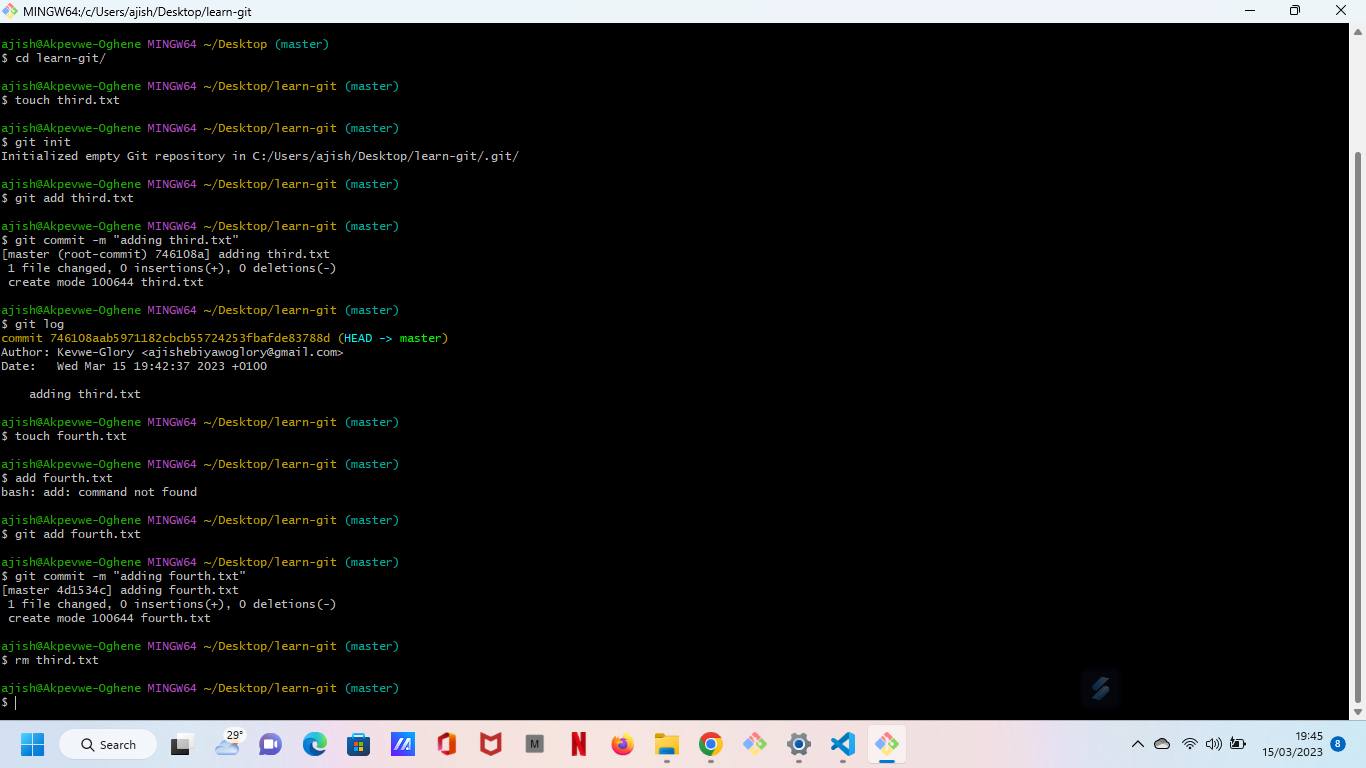 MINGW64:/c/Users/ajish/Desktop/learn-git
ajish@Akpevwe-Oghene MINGW64 ~/Desktop (master)
$ cd learn-git/
ajish@Akpevwe-Oghene MINGW64 ~/Desktop/learn-git (master)
$ touch third.txt
ajish@Akpevwe-Oghene MINGW64 ~/Desktop/learn-git (master)
$ git init
Initialized empty Git repository in C:/Users/ajish/Desktop/learn-git/.git/
ajish@Akpevwe-Oghene MINGW64 ~/Desktop/learn-git (master)
$ git add third.txt
ajish@Akpevwe-Oghene MINGW64 ~/Desktop/learn-git (master)
$ git commit -m "adding third.txt"
[master (root-commit) 746108a] adding third.txt
 1 file changed, 0 insertions(+), 0 deletions(-)
 create mode 100644 third.txt
ajish@Akpevwe-Oghene MINGW64 ~/Desktop/learn-git (master)
$ git log
commit 746108aab5971182cbcb55724253fbafde83788d (HEAD -> master)
Author: Kevwe-Glory <ajishebiyawoglory@gmail.com>
Date:   Wed Mar 15 19:42:37 2023 +0100
    adding third.txt
ajish@Akpevwe-Oghene MINGW64 ~/Desktop/learn-git (master)
$ touch fourth.txt
ajish@Akpevwe-Oghene MINGW64 ~/Desktop/learn-git (master)
$ add fourth.txt
bash: add: command not found
ajish@Akpevwe-Oghene MINGW64 ~/Desktop/learn-git (master)
$ git add fourth.txt
ajish@Akpevwe-Oghene MINGW64 ~/Desktop/learn-git (master)
$ git commit -m "adding fourth.txt"
[master 4d1534c] adding fourth.txt
 1 file changed, 0 insertions(+), 0 deletions(-)
 create mode 100644 fourth.txt
ajish@Akpevwe-Oghene MINGW64 ~/Desktop/learn-git (master)
$ rm third.txt
ajish@Akpevwe-Oghene MINGW64 ~/Desktop/learn-git (master)
$
Search
29°
M
N
19:45
15/03/2023
8